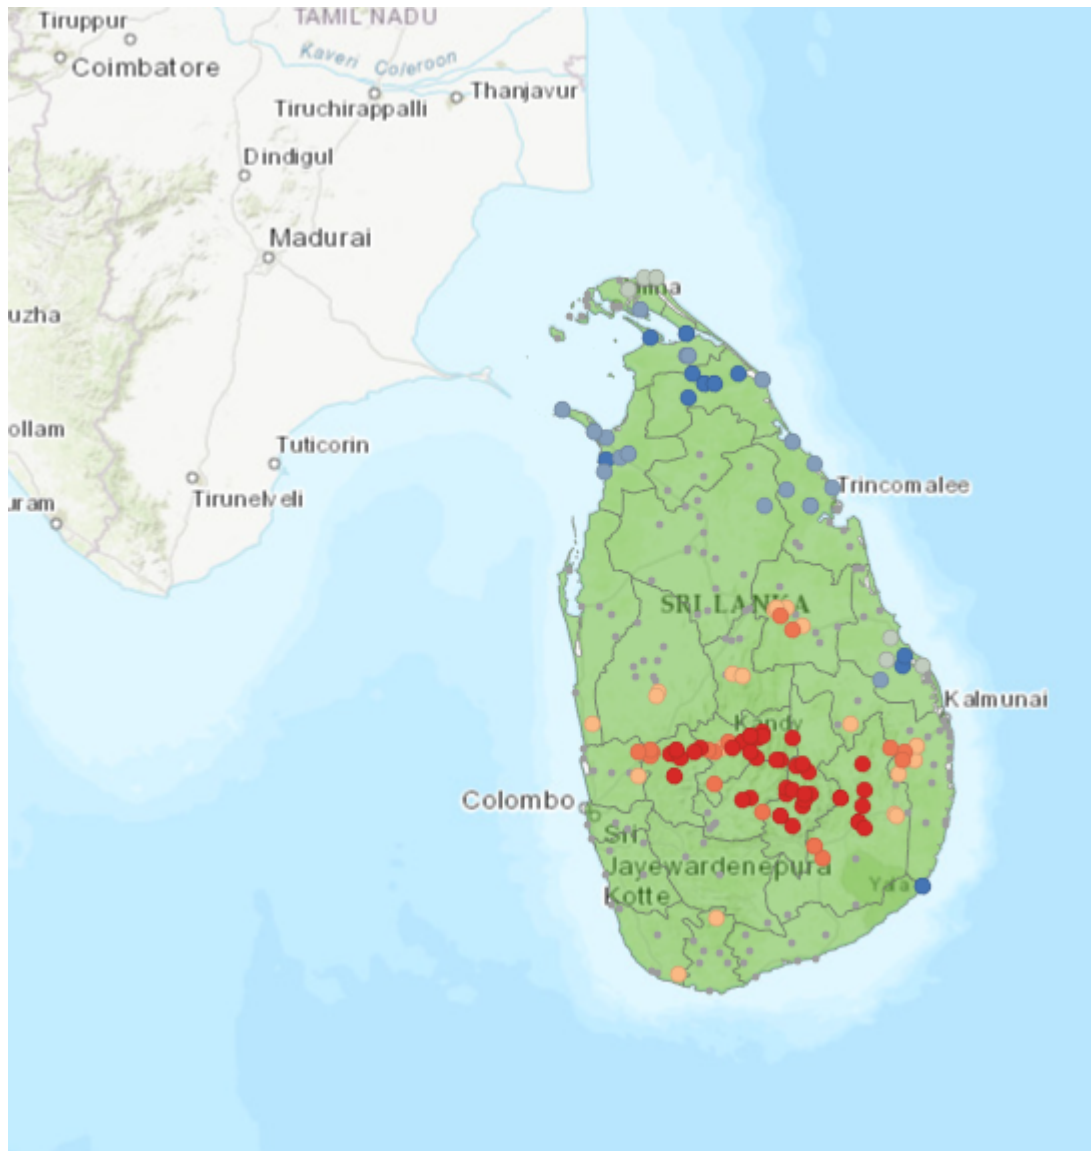 Tiruppur
TAMIL NADU
Coimbatore
Kaveri Coleroon
Thanjavur
Tiruchirappalli
Dindigul
Madurai
uzha
ollam
Tuticorin
Tirunelveli
uram
Trincomalee
SRI LANKA
Kalmunai
Kandy
Colombo
Sri
Jayewardenepura
Kotte
Yala